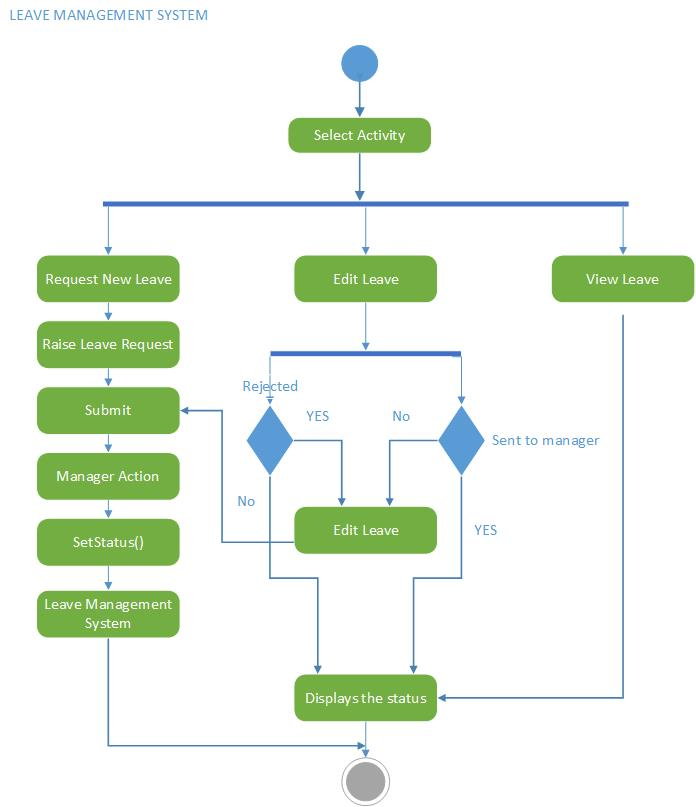 LEAVE MANAGEMENT SYSTEM
Select Activity
Request New Leave
Edit Leave
View Leave
Raise Leave Request
Rejected
Submit
YES
No
Sent to manager
Manager Action
No
Edit Leave
YES
SetStatus()
Leave Management
System
Displays the status